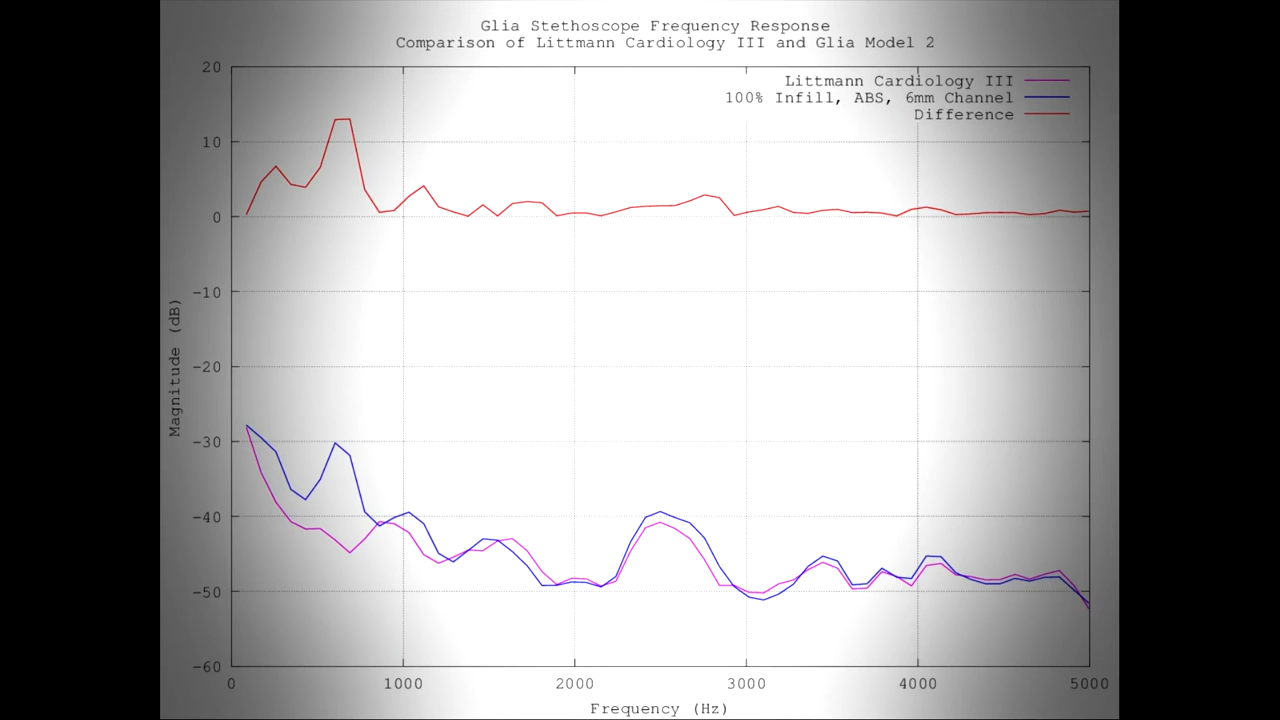 Glia Stethoscope Frequency Response
Comparison of Littmann Cardiology III and Glia Model 2
Littmann Cardiology III
100% Infill, ABS, 6mm Channel
Difference
20
10
0
-10
-20
-30
-40
-50
-60
Magnitude (dB)
0 1000 2000 3000 4000 5000
Frequency (Hz)